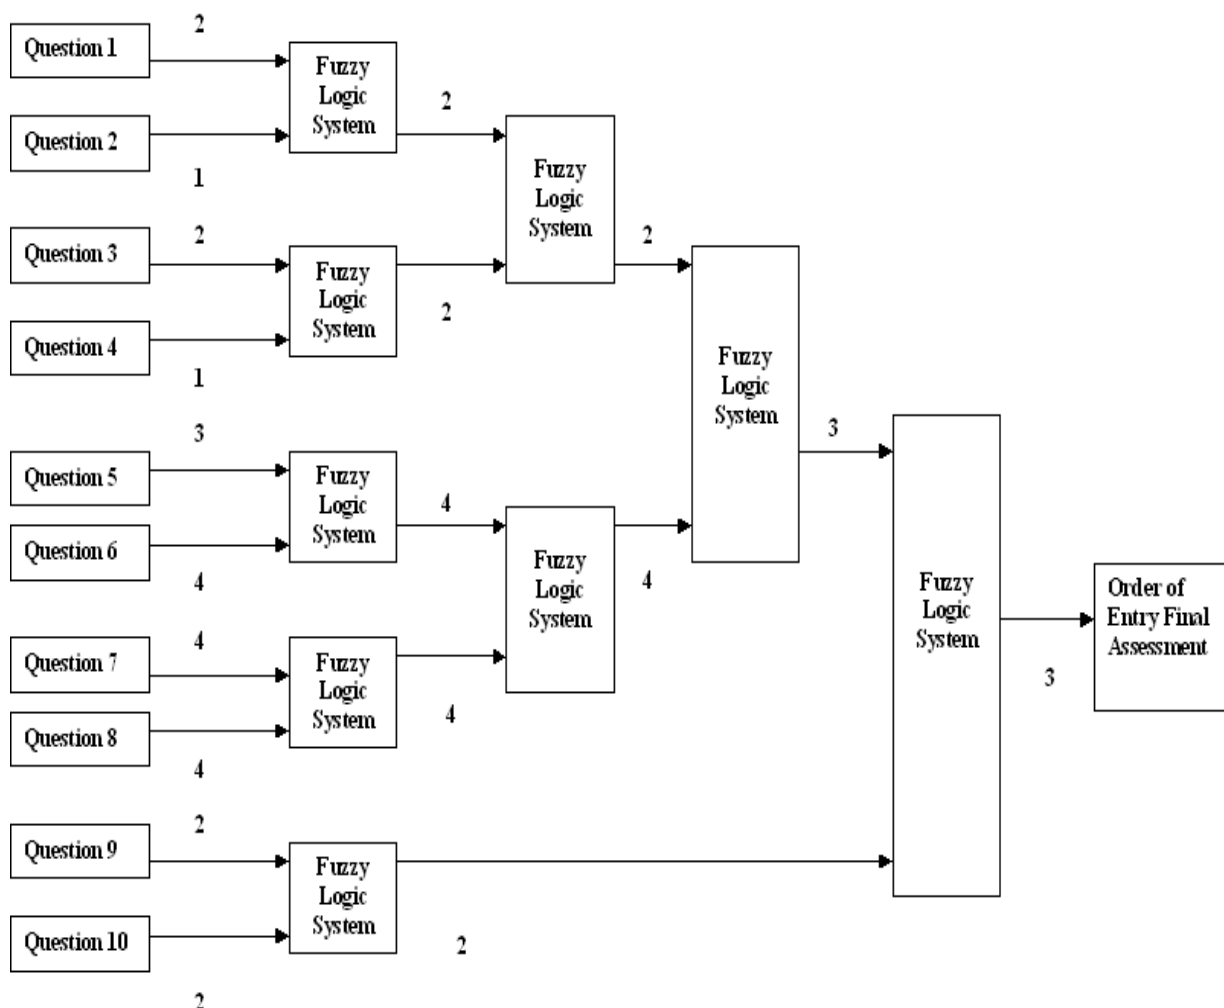 2
Question 1
Fuzzy
Logic
System
2
Question 2
1
Fuzzy
Logic
System
2
2
Question 3
Fuzzy
Logic
System
2
Question 4
1
Fuzzy
Logic
System
3
3
Question 5
Fuzzy
Logic
System
4
Question 6
4
Fuzzy
Logic
System
4
Fuzzy
Logic
System
3
Order of
Entry Final
Assessment
4
Question 7
Fuzzy
Logic
System
4
Question 8
4
2
Question 9
Fuzzy
Logic
System
2
Question 10
2